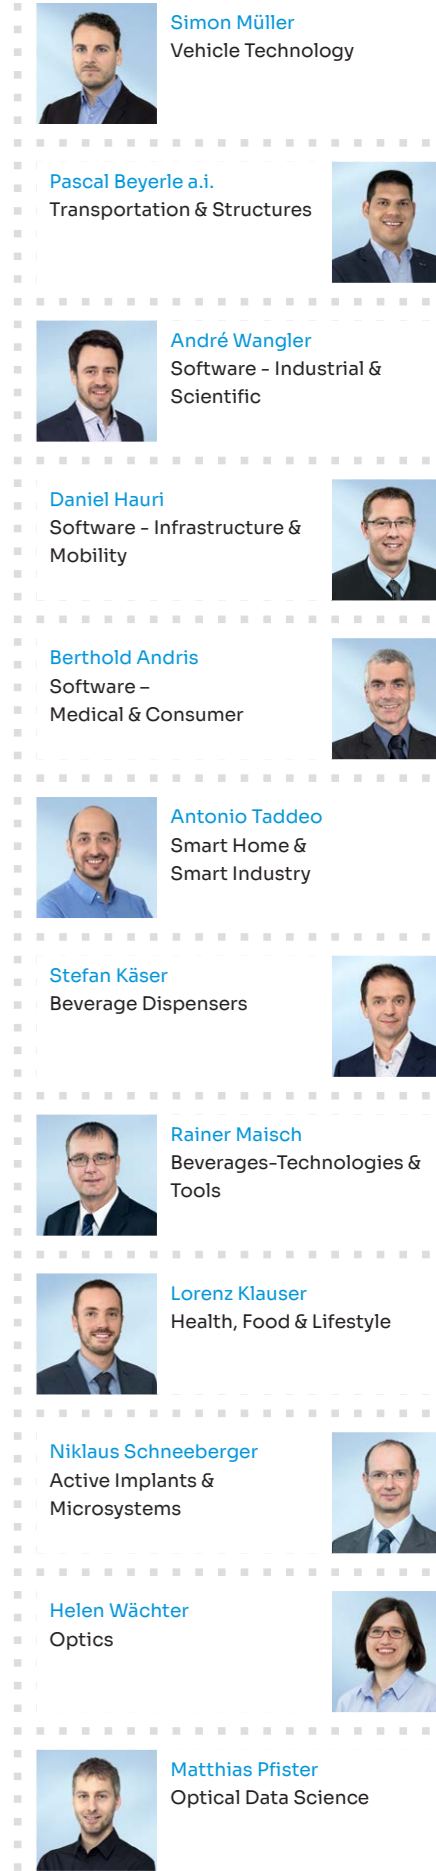 Simon Müller
Vehicle Technology
Pascal Beyerle a.i.
Transportation & Structures
André Wangler
Software - Industrial &
Scientific
Daniel Hauri
Software - Infrastructure &
Mobility
Berthold Andris
Software –
Medical & Consumer
Antonio Taddeo
Smart Home &
Smart Industry
Stefan Käser
Beverage Dispensers
Rainer Maisch
Beverages-Technologies &
Tools
Lorenz Klauser
Health, Food & Lifestyle
Niklaus Schneeberger
Active Implants &
Microsystems
Helen Wächter
Optics
Matthias Pfister
Optical Data Science